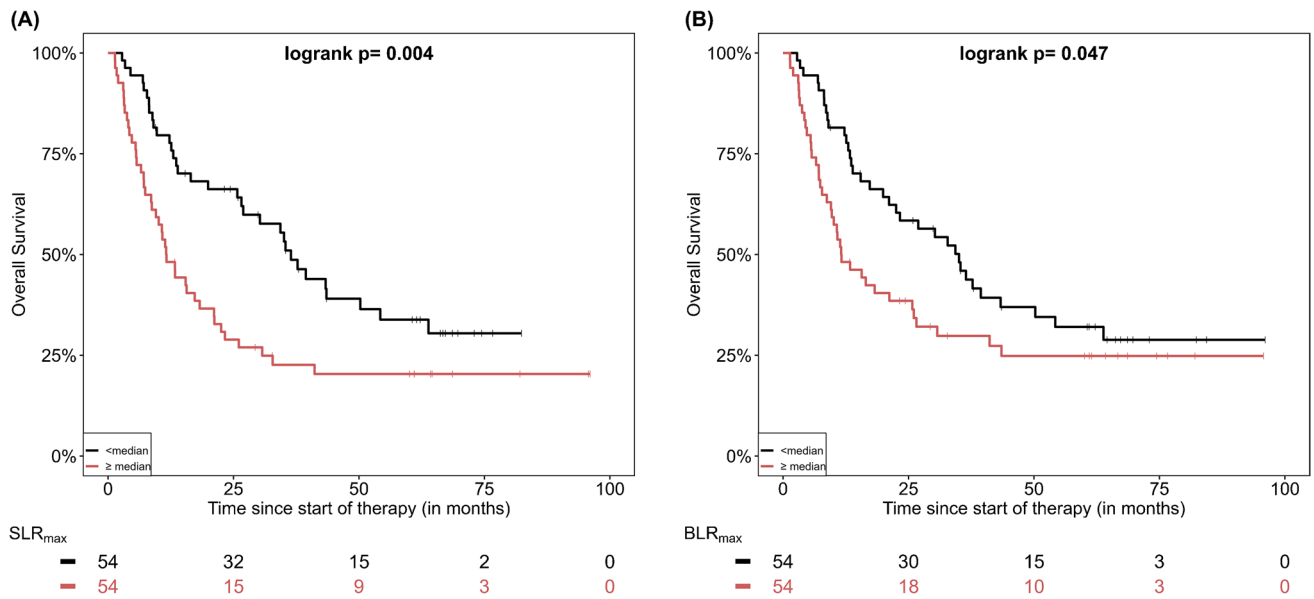 (A)
logrank p= 0.004
100%
75%
50%
25%
0%
Overall Survival
<median
≥ median
0 25 50 75 100
Time since start of therapy (in months)
SLRmax
54 32 15 2 0
54 15 9 3 0
(B)
logrank p= 0.047
100%
75%
50%
25%
0%
Overall Survival
<median
≥ median
0 25 50 75 100
Time since start of therapy (in months)
BLRmax
54 30 15 3 0
54 18 10 3 0